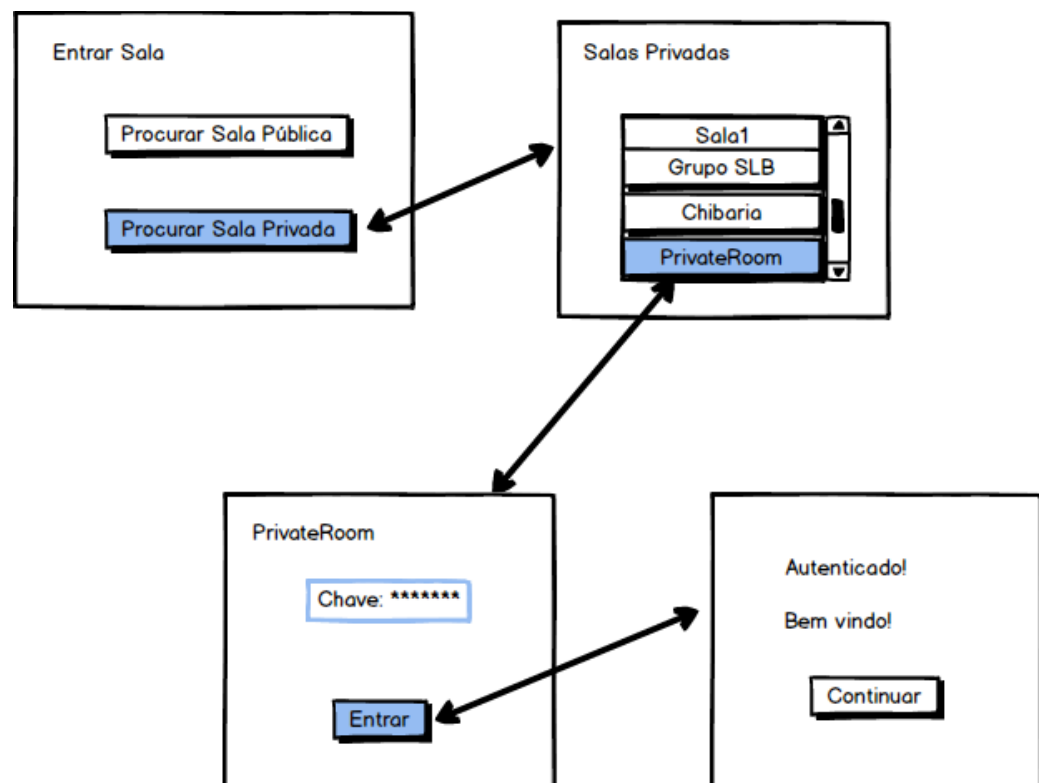 Entrar Sala
Procurar Sala Pública
Procurar Sala Privada
Salas Privadas
Sala1
Grupo SLB
Chibaria
PrivateRoom
PrivateRoom
Chave: *******
Entrar
Autenticado!
Bem vindo!
Continuar